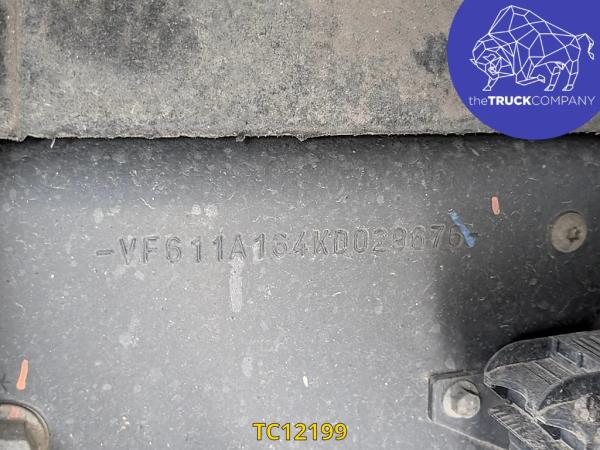 theTRUCKCOMPANY
-VF611A164KD029676-
TC12199